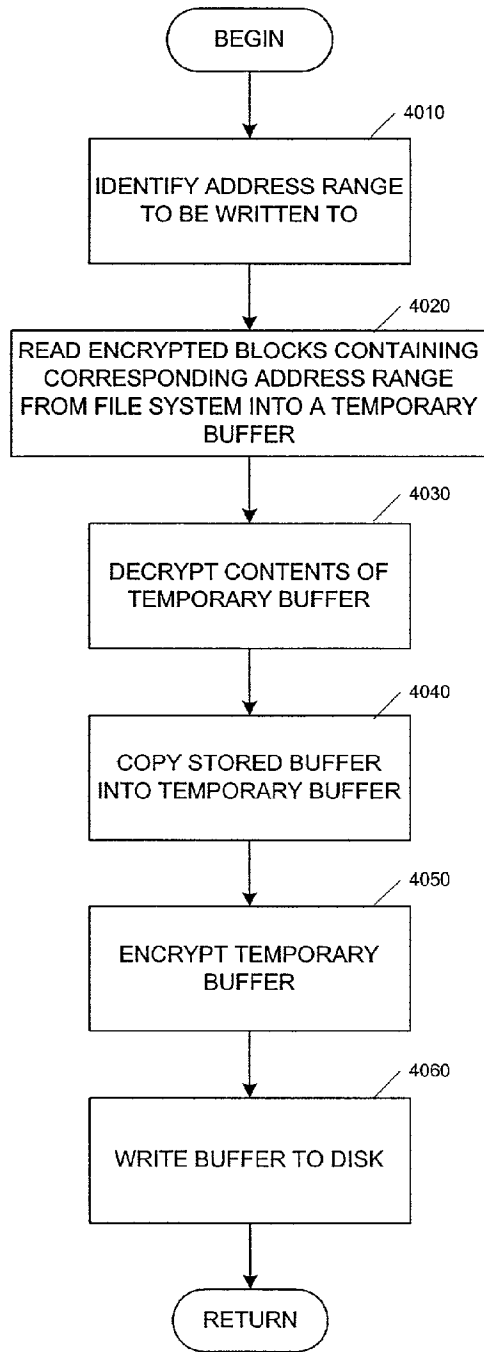 BEGIN
4010
IDENTIFY ADDRESS RANGE
TO BE WRITTEN TO
4020
READ ENCRYPTED BLOCKS CONTAINING
CORRESPONDING ADDRESS RANGE
FROM FILE SYSTEM INTO A TEMPORARY
BUFFER
4030
DECRYPT CONTENTS OF
TEMPORARY BUFFER
4040
COPY STORED BUFFER
INTO TEMPORARY BUFFER
4050
ENCRYPT TEMPORARY
BUFFER
4060
WRITE BUFFER TO DISK
RETURN